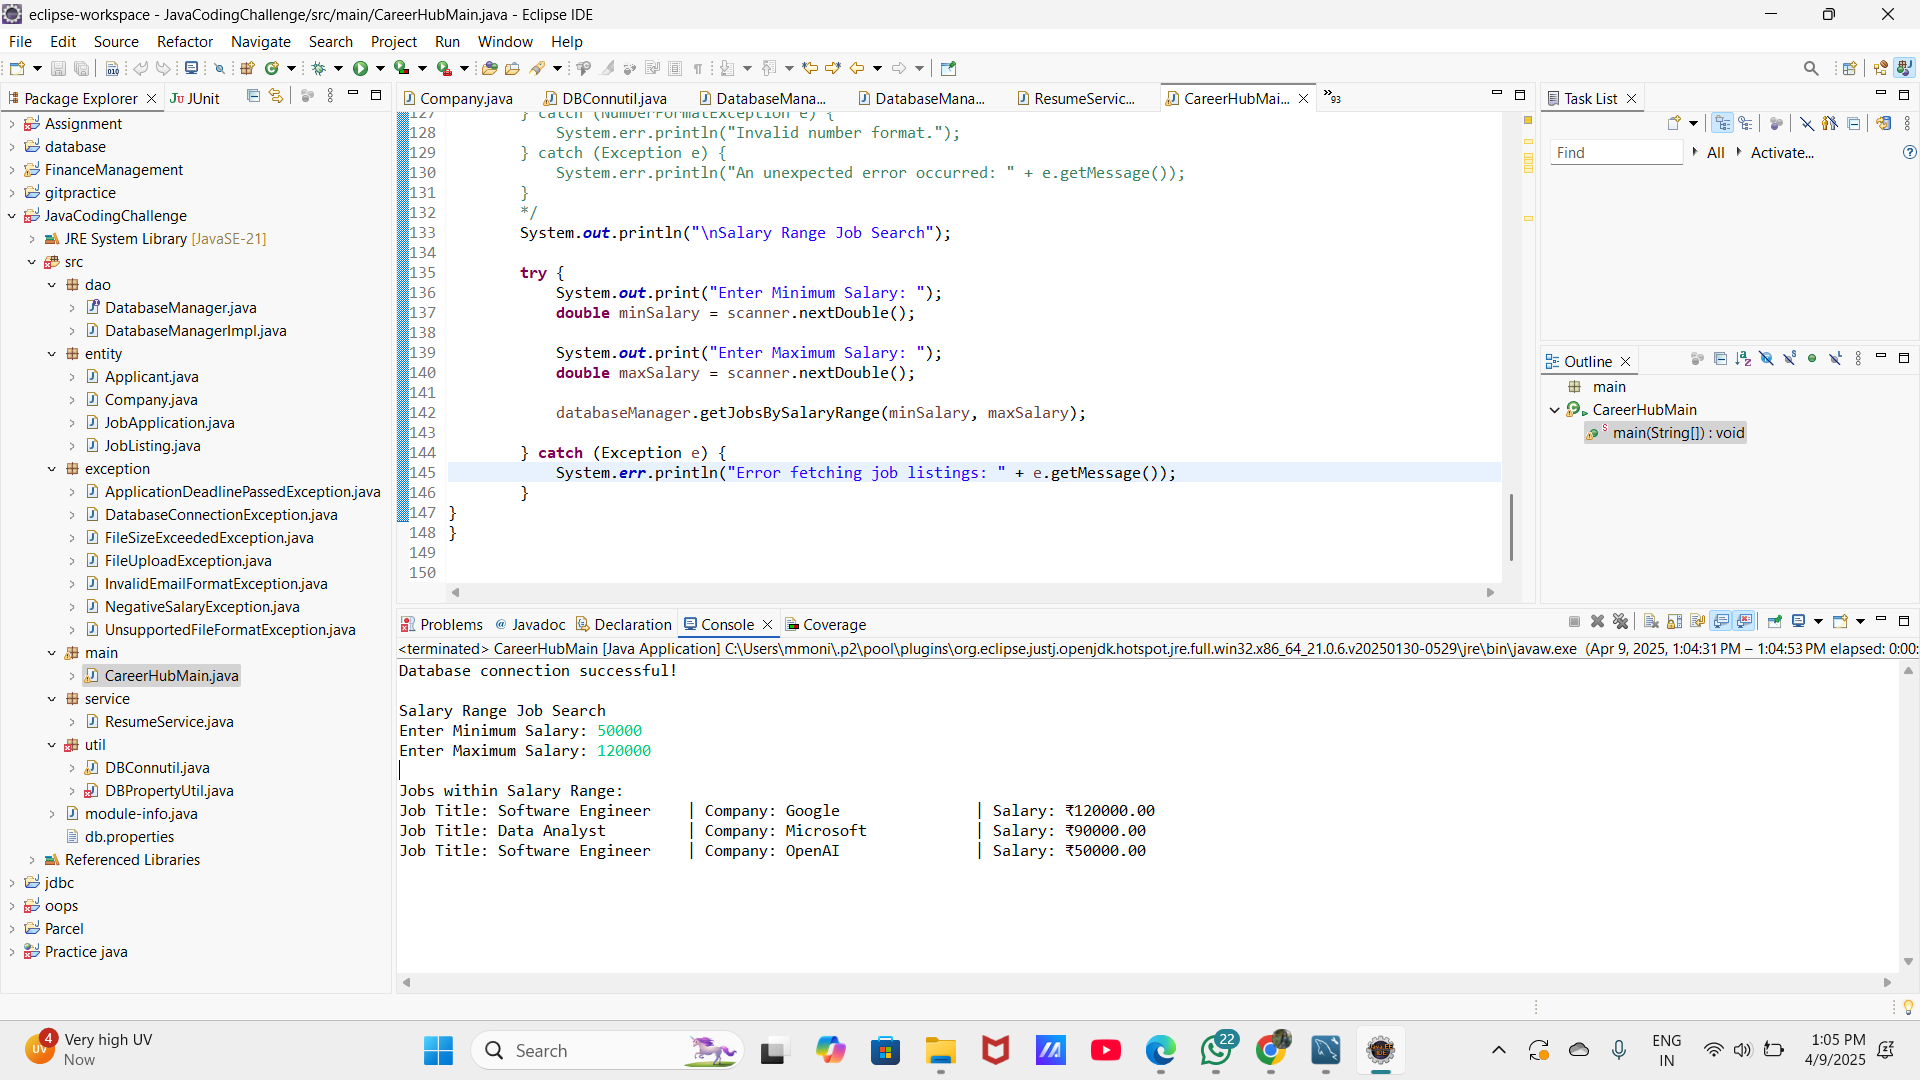 eclipse-workspace - JavaCodingChallenge/src/main/CareerHubMain.java - Eclipse IDE
File Edit Source Refactor Navigate Search Project Run Window Help
Package Explorer
JUnit
Assignment
database
FinanceManagement
gitpractice
JavaCodingChallenge
JRE System Library [JavaSE-21]
src
dao
DatabaseManager.java
DatabaseManagerImpl.java
entity
Applicant.java
Company.java
JobApplication.java
JobListing.java
exception
ApplicationDeadlinePassedException.java
DatabaseConnectionException.java
FileSizeExceededException.java
FileUploadException.java
InvalidEmailFormatException.java
NegativeSalaryException.java
UnsupportedFileFormatException.java
main
CareerHubMain.java
service
ResumeService.java
util
DBConnutil.java
DBPropertyUtil.java
module-info.java
db.properties
Referenced Libraries
jdbc
oops
Parcel
Practice java
Company.java DBConnutil.java DatabaseMana... DatabaseMana... ResumeServic... CareerHubMai... 93
127 } catch (NumberFormatException e) {
128 System.err.println("Invalid number format.");
129 } catch (Exception e) {
130 System.err.println("An unexpected error occurred: " + e.getMessage());
131 }
132 */
133 System.out.println("\nSalary Range Job Search");
134
135 try {
136 System.out.print("Enter Minimum Salary: ");
137 double minSalary = scanner.nextDouble();
138
139 System.out.print("Enter Maximum Salary: ");
140 double maxSalary = scanner.nextDouble();
141
142 databaseManager.getJobsBySalaryRange(minSalary, maxSalary);
143
144 } catch (Exception e) {
145 System.err.println("Error fetching job listings: " + e.getMessage());
146 }
147 }
148 }
149
150
Task List
Find All Activate...
Outline
main
CareerHubMain
main(String[]) : void
Problems Javadoc Declaration Console Coverage
<terminated> CareerHubMain [Java Application] C:\Users\mmoni\.p2\pool\plugins\org.eclipse.justj.openjdk.hotspot.jre.full.win32.x86_64_21.0.6.v20250130-0529\jre\bin\javaw.exe (Apr 9, 2025, 1:04:31 PM – 1:04:53 PM elapsed: 0:00:
Database connection successful!
Salary Range Job Search
Enter Minimum Salary: 50000
Enter Maximum Salary: 120000
Jobs within Salary Range:
Job Title: Software Engineer | Company: Google | Salary: ₹120000.00
Job Title: Data Analyst | Company: Microsoft | Salary: ₹90000.00
Job Title: Software Engineer | Company: OpenAI | Salary: ₹50000.00
UV 4 Very high UV
Now
Search
22
ENG
IN
1:05 PM
4/9/2025